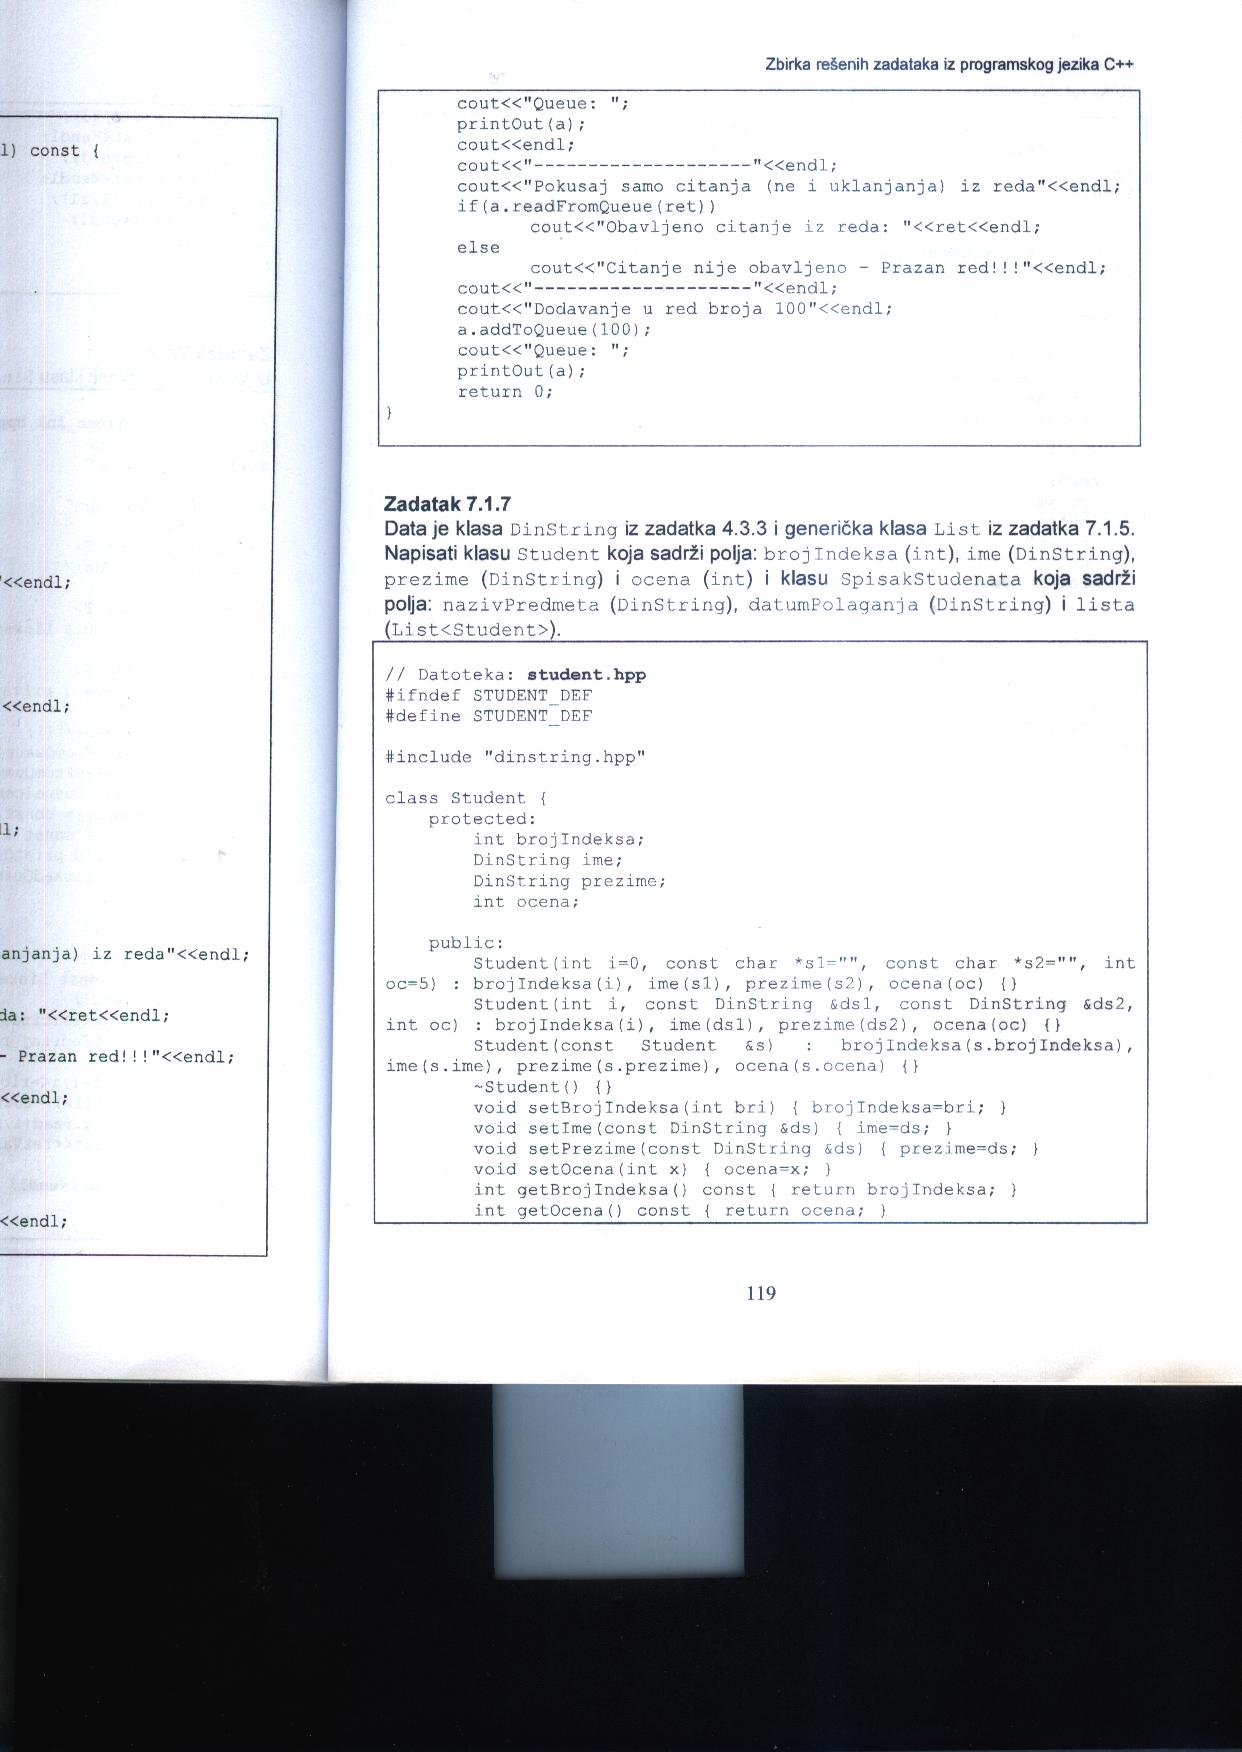 l) const {
"<<endl;
<<endl;
l;
anjanja) iz reda"<<endl;
da: "<<ret<<endl;
- Prazan red!!!"<<endl;
<<endl;
<<endl;
Zbirka rešenih zadataka iz programskog jezika C++
cout<<"Queue: ";
printOut(a);
cout<<endl;
cout<<"--------------------"<<endl;
cout<<"Pokusaj samo citanja (ne i uklanjanja) iz reda"<<endl;
if(a.readFromQueue(ret))
cout<<"Obavljeno citanje iz reda: "<<ret<<endl;
else
cout<<"Citanje nije obavljeno - Prazan red!!!"<<endl;
cout<<"--------------------"<<endl;
cout<<"Dodavanje u red broja 100"<<endl;
a.addToQueue(100);
cout<<"Queue: ";
printOut(a);
return 0;
}
Zadatak 7.1.7
Data je klasa DinString iz zadatka 4.3.3 i generička klasa List iz zadatka 7.1.5.
Napisati klasu Student koja sadrži polja: brojIndeksa (int), ime (DinString),
prezime (DinString) i ocena (int) i klasu SpisakStudenata koja sadrži
polja: nazivPredmeta (DinString), datumPolaganja (DinString) i lista
(List<Student>).
// Datoteka: student.hpp
#ifndef STUDENT_DEF
#define STUDENT_DEF
#include "dinstring.hpp"
class Student {
protected:
int brojIndeksa;
DinString ime;
DinString prezime;
int ocena;
public:
Student(int i=0, const char *s1="", const char *s2="", int
oc=5) : brojIndeksa(i), ime(s1), prezime(s2), ocena(oc) {}
Student(int i, const DinString &ds1, const DinString &ds2,
int oc) : brojIndeksa(i), ime(ds1), prezime(ds2), ocena(oc) {}
Student(const Student &s) : brojIndeksa(s.brojIndeksa),
ime(s.ime), prezime(s.prezime), ocena(s.ocena) {}
~Student() {}
void setBrojIndeksa(int bri) { brojIndeksa=bri; }
void setIme(const DinString &ds) { ime=ds; }
void setPrezime(const DinString &ds) { prezime=ds; }
void setOcena(int x) { ocena=x; }
int getBrojIndeksa() const { return brojIndeksa; }
int getOcena() const { return ocena; }
119